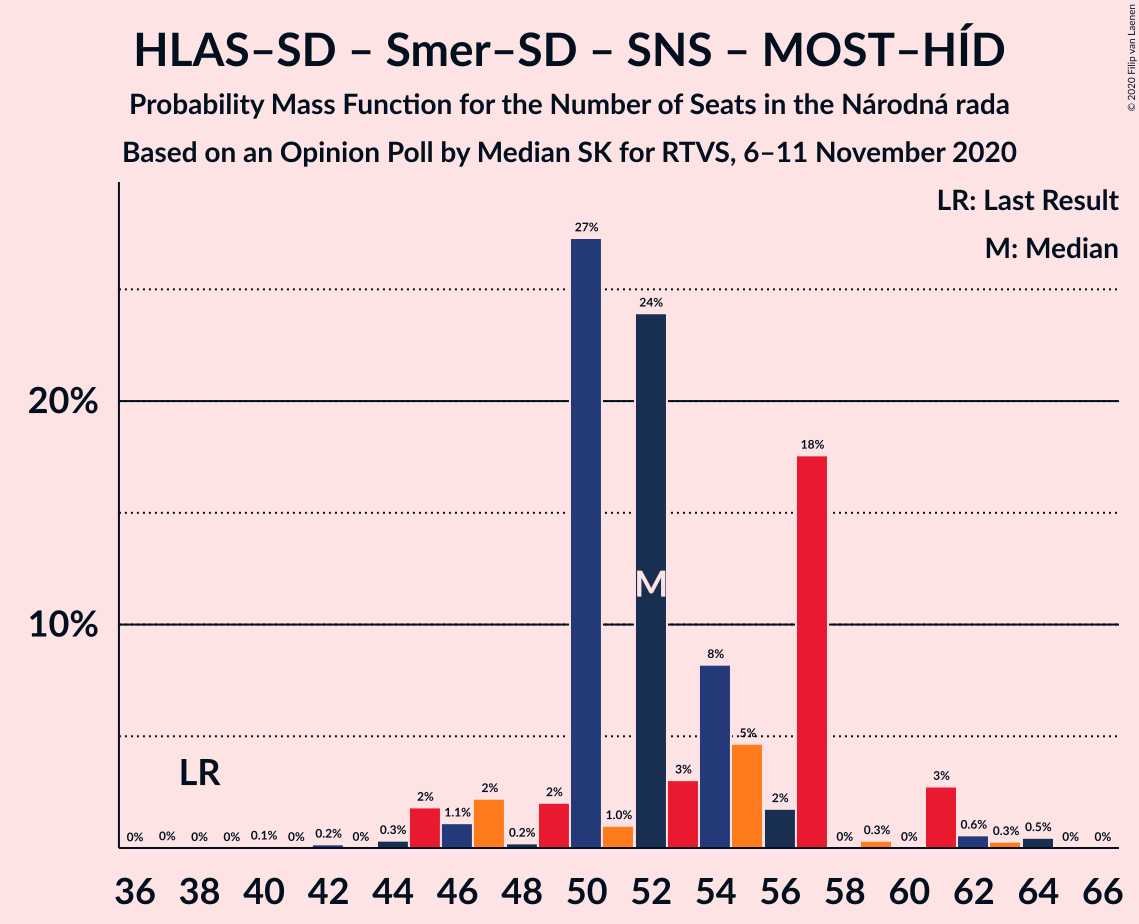 HLAS–SD – Smer–SD – SNS – MOST–HÍD
Probability Mass Function for the Number of Seats in the Národná rada
Based on an Opinion Poll by Median SK for RTVS, 6–11 November 2020
© 2020 Filip van Laenen
LR: Last Result
M: Median
27%
24%
20%
18%
M
10%
8%
5%
LR
3%
3%
2%
2%
2%
2%
1.1%
1.0%
0.6%
0.5%
0% 0% 0% 0% 0.1% 0% 0.2% 0% 0.3% 0.2% 0% 0.3% 0% 0.3% 0% 0%
36 38 40 42 44 46 48 50 52 54 56 58 60 62 64 66